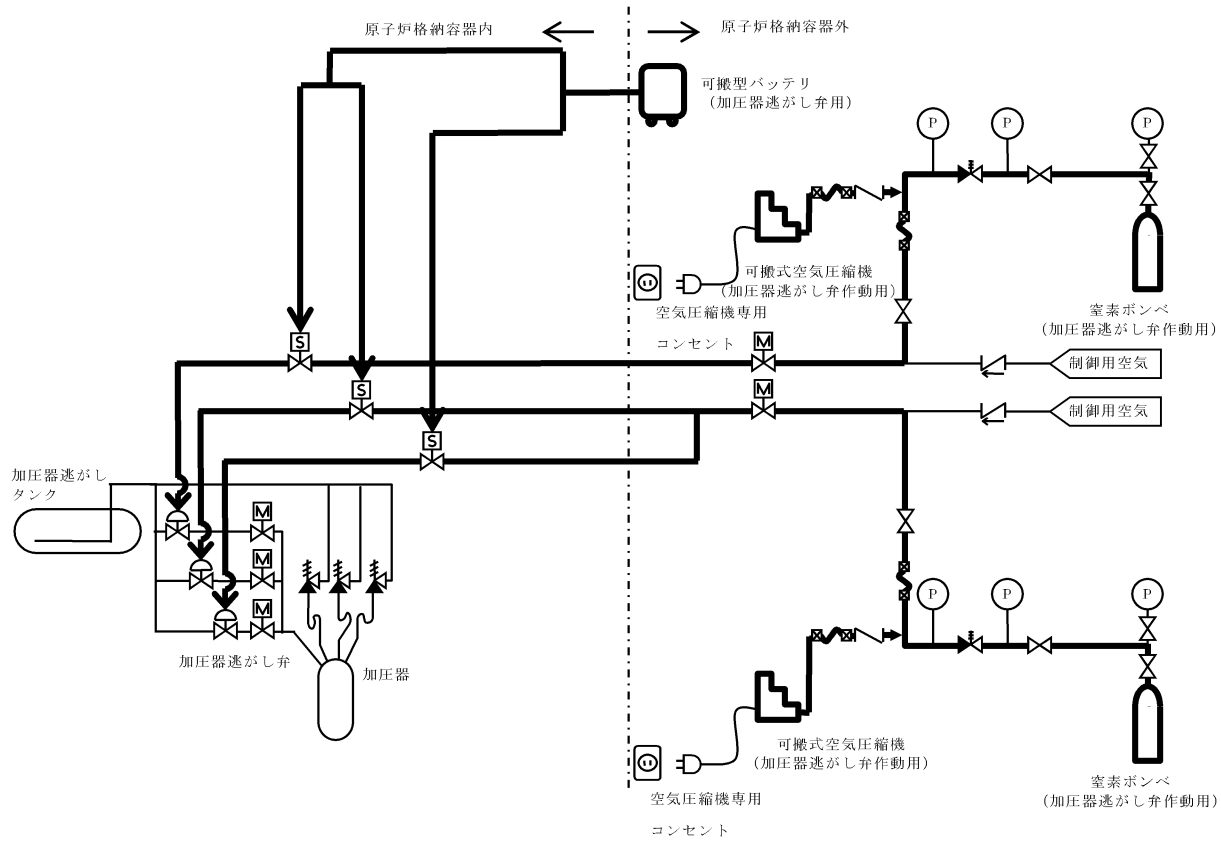 原子炉格納容器内
原子炉格納容器外
可搬型バッテリ
(加圧器逃がし弁用)
P
P
P
可搬式空気圧縮機
(加圧器逃がし弁作動用)
空気圧縮機専用
コンセント
窒素ボンベ
(加圧器逃がし弁作動用)
S
M
制御用空気
S
M
制御用空気
S
加圧器逃がし
タンク
M
M
M
加圧器逃がし弁
加圧器
P
P
P
可搬式空気圧縮機
(加圧器逃がし弁作動用)
空気圧縮機専用
コンセント
窒素ボンベ
(加圧器逃がし弁作動用)